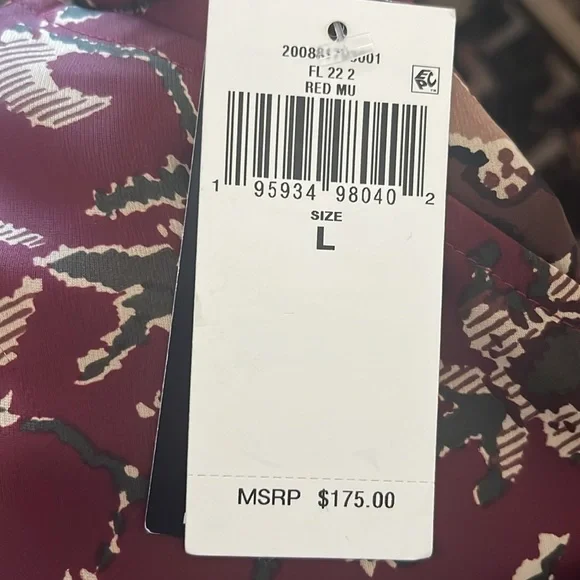 FL 22 2
RED MU
1 95934 98040 2
SIZE
L
MSRP $175.00